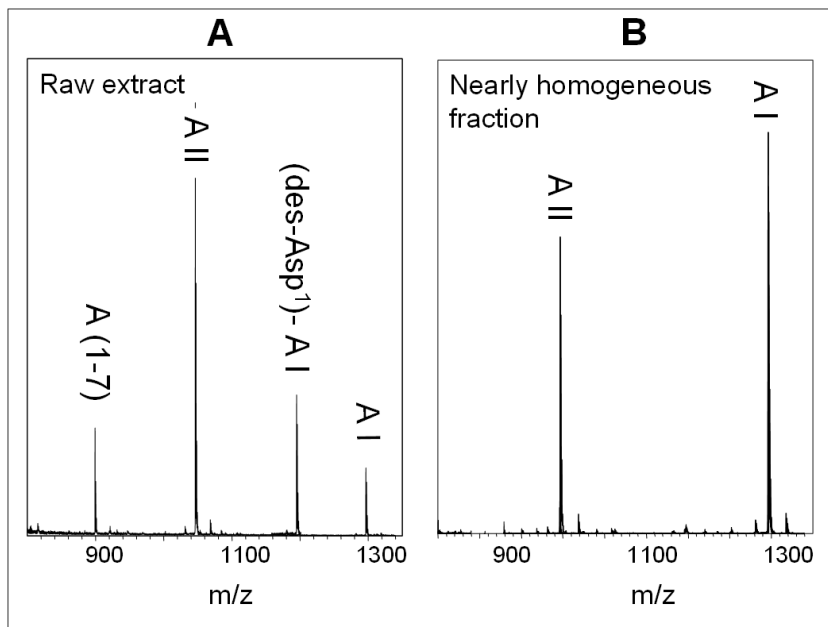 A
Raw extract
A (1-7)
A II
(des-Asp¹)- A I
A I
900 1100 1300
m/z
B
Nearly homogeneous
fraction
A II
A I
900 1100 1300
m/z